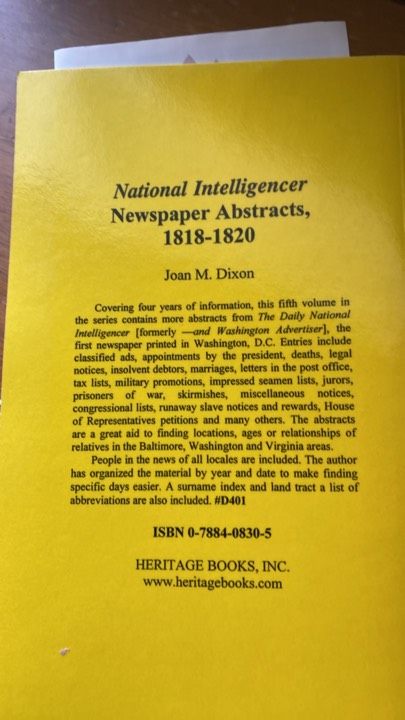 National Intelligencer
Newspaper Abstracts,
1818-1820
Joan M. Dixon
Covering four years of information, this fifth volume in
the series contains more abstracts from The Daily National
Intelligencer [formerly —and Washington Advertiser], the
first newspaper printed in Washington, D.C. Entries include
classified ads, appointments by the president, deaths, legal
notices, insolvent debtors, marriages, letters in the post office,
tax lists, military promotions, impressed seamen lists, jurors,
prisoners of war, skirmishes, miscellaneous notices,
congressional lists, runaway slave notices and rewards, House
of Representatives petitions and many others. The abstracts
are a great aid to finding locations, ages or relationships of
relatives in the Baltimore, Washington and Virginia areas.
People in the news of all locales are included. The author
has organized the material by year and date to make finding
specific days easier. A surname index and land tract a list of
abbreviations are also included. #D401
ISBN 0-7884-0830-5
HERITAGE BOOKS, INC.
www.heritagebooks.com